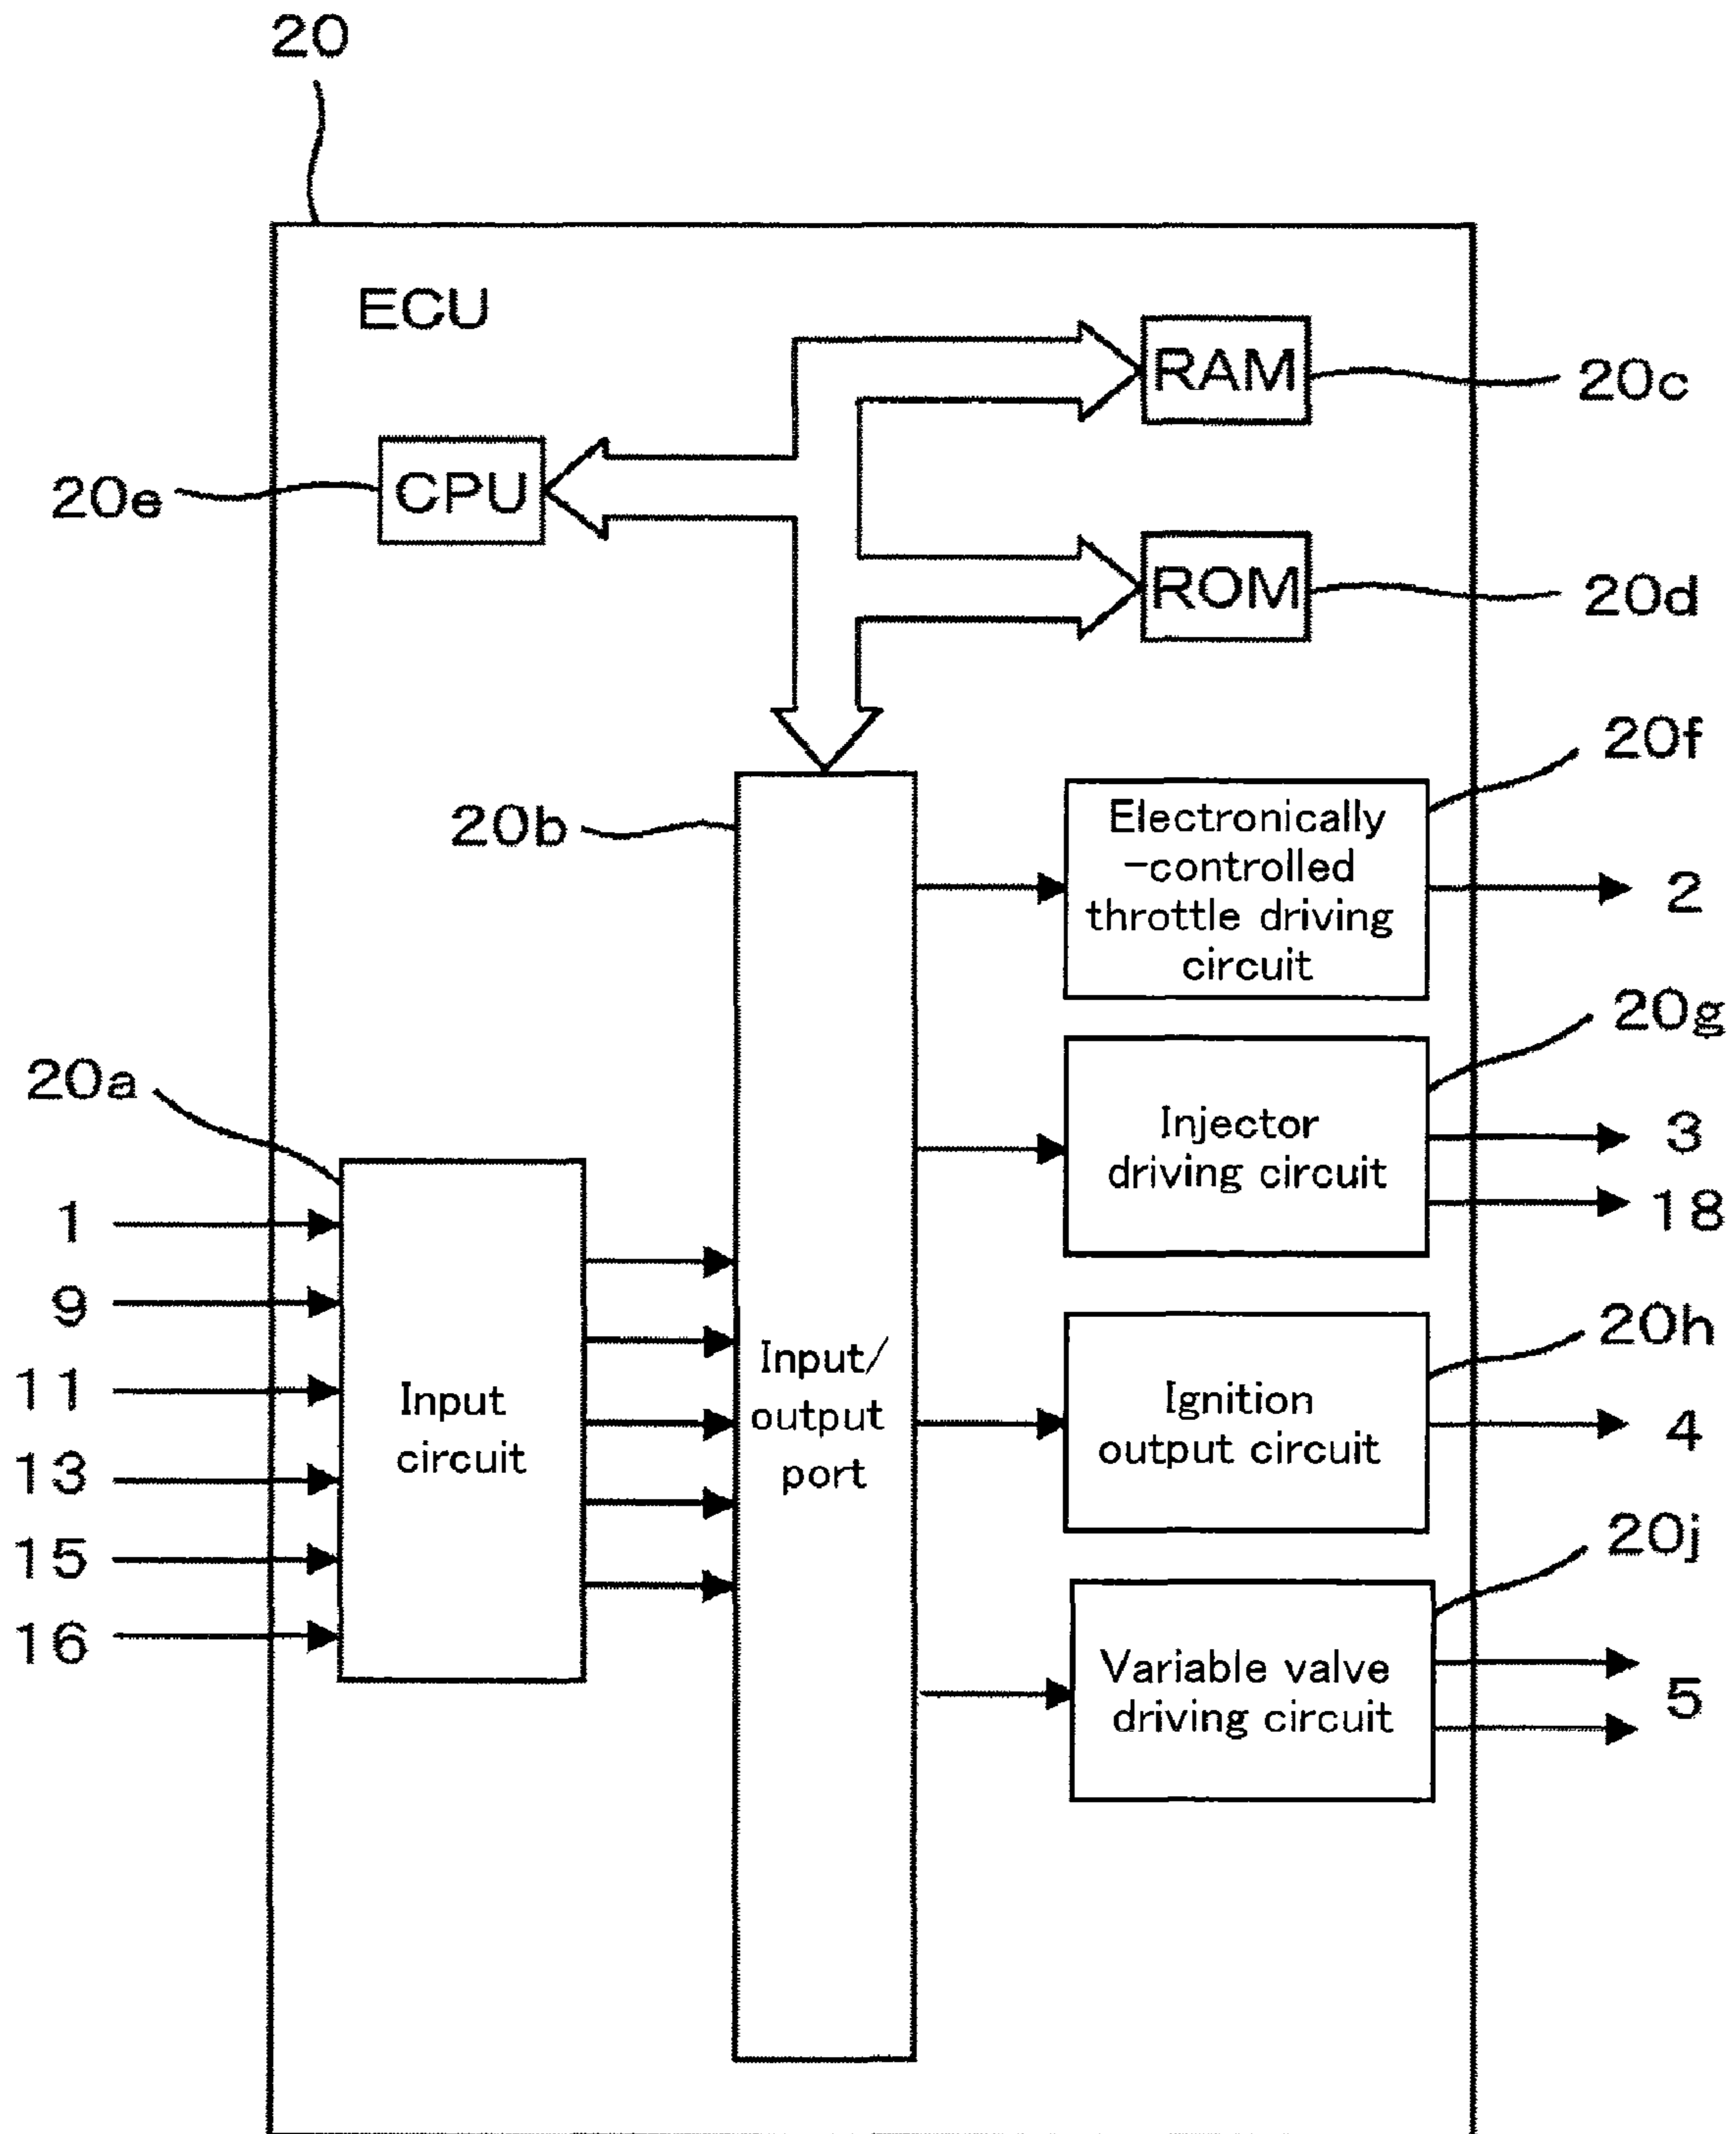 20
ECU
RAM
20c
20e
CPU
ROM
20d
20f
20b
Electronically
-controlled
throttle driving
circuit
2
20g
20a
Injector
driving circuit
3
18
1
9
11
13
15
16
Input
circuit
Input/
output
port
20h
Ignition
output circuit
4
20j
Variable valve
driving circuit
5